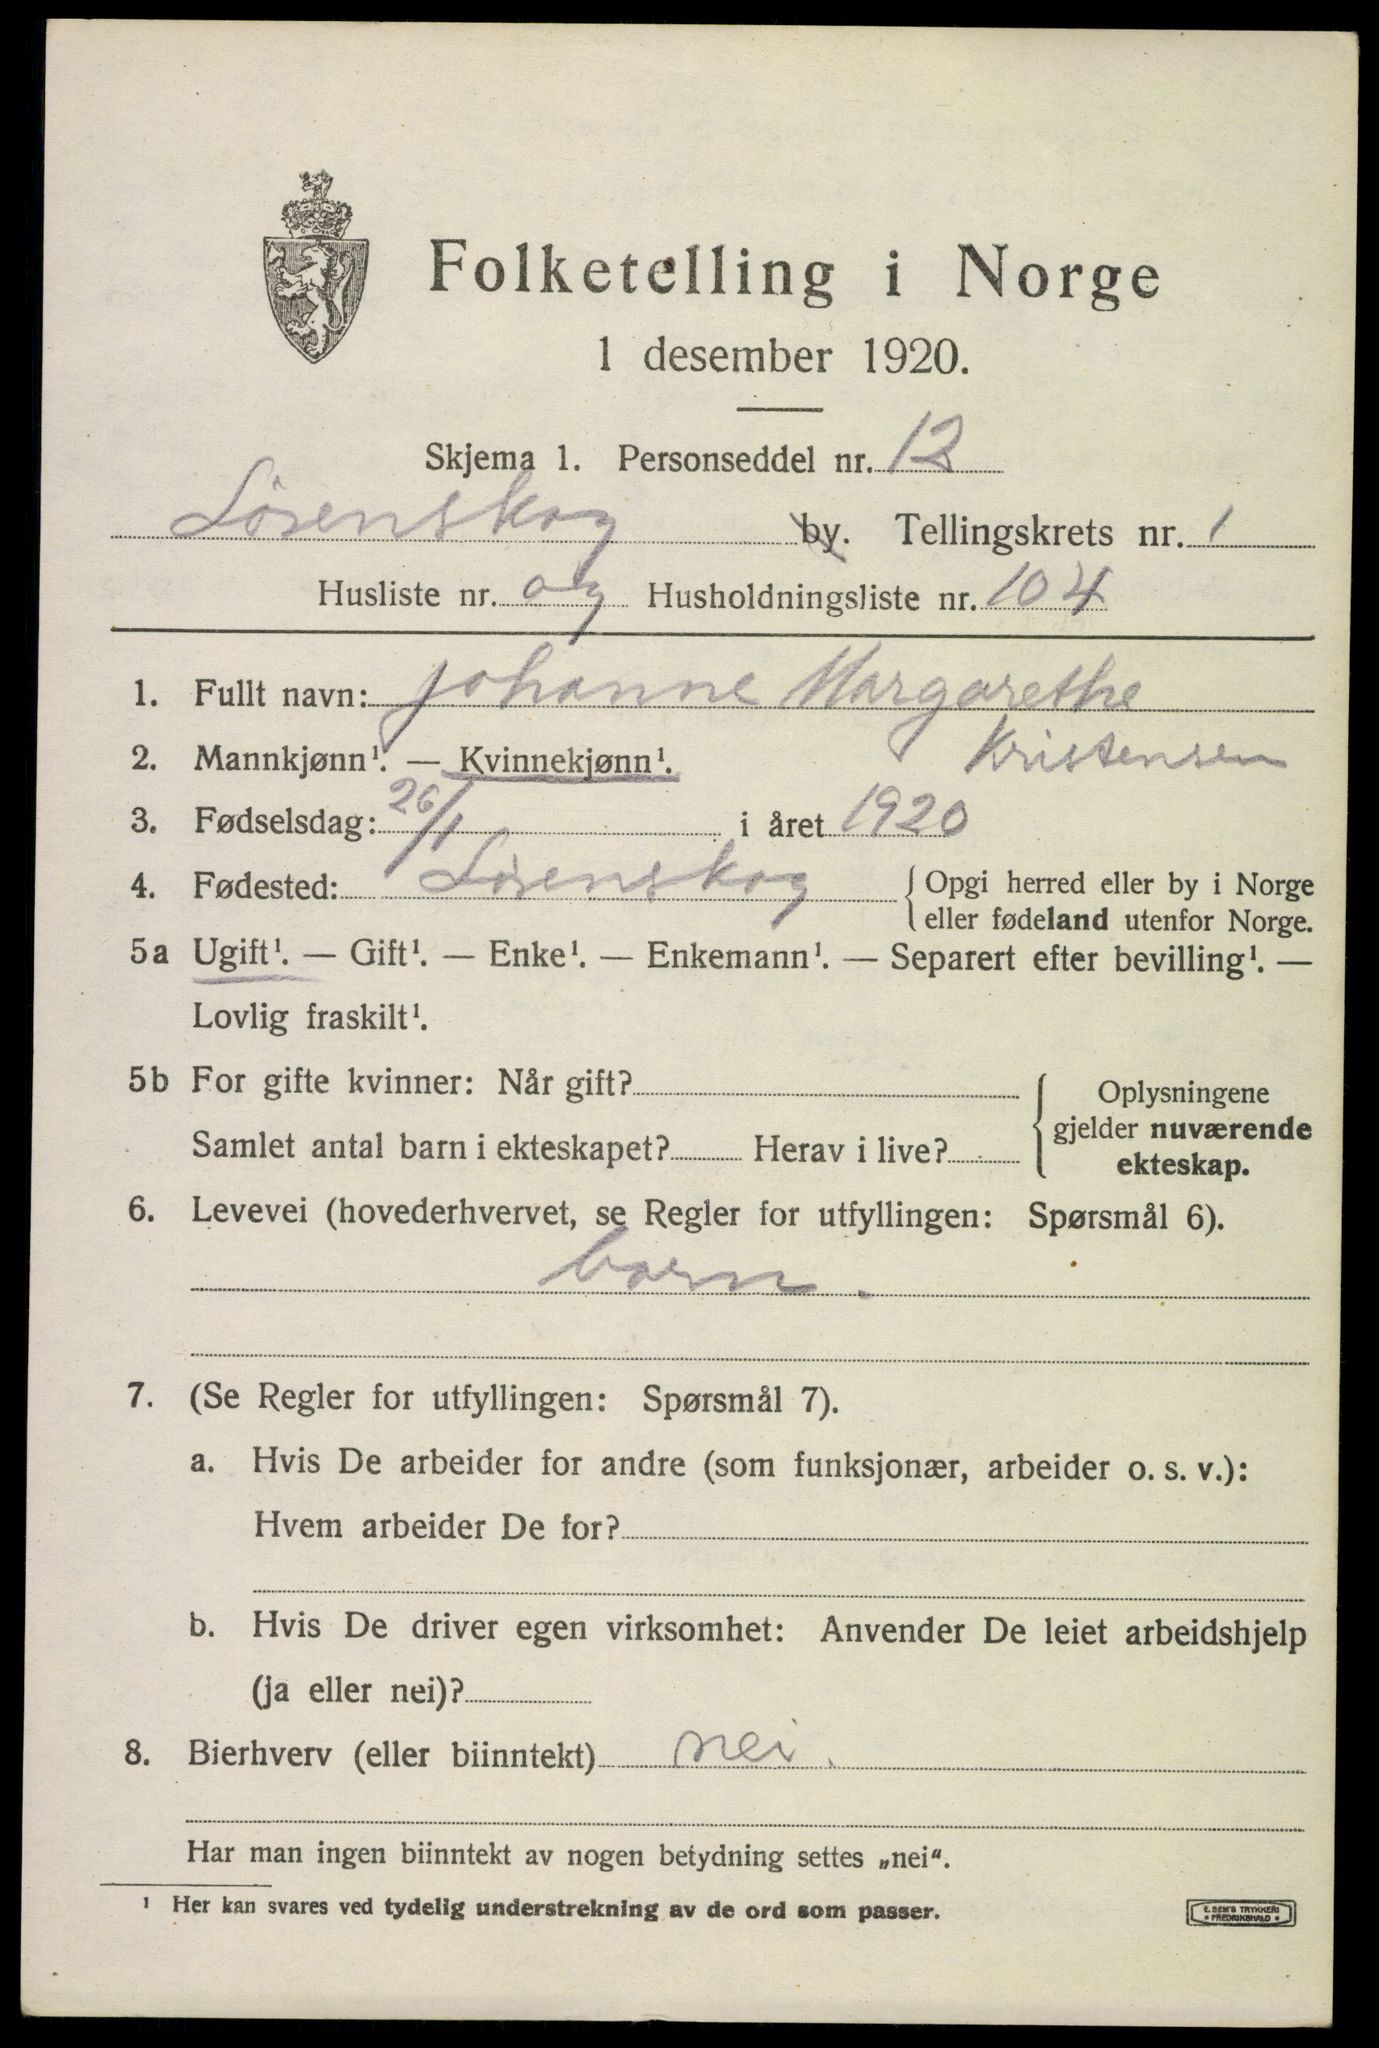 Folketelling i Norge
1 desember 1920.
Skjema 1. Personseddel nr. 12
Lørenskog by. Tellingskrets nr. 1
Husliste nr. og Husholdningsliste nr. 104
1. Fullt navn: Johanne Margarethe
Kristensen
2. Mannkjønn¹. — Kvinnekjønn¹.
3. Fødselsdag: 26/1 i året 1920
4. Fødested: Lørenskog { Opgi herred eller by i Norge
eller fødeland utenfor Norge.
5a Ugift¹. — Gift¹. — Enke¹. — Enkemann¹. — Separert efter bevilling¹. —
Lovlig fraskilt¹.
5b For gifte kvinner: Når gift?
Samlet antal barn i ekteskapet? Herav i live?
Oplysningene
gjelder nuværende
ekteskap.
6. Levevei (hovederhvervet, se Regler for utfyllingen: Spørsmål 6).
barn.
7. (Se Regler for utfyllingen: Spørsmål 7).
a. Hvis De arbeider for andre (som funksjonær, arbeider o. s. v.):
Hvem arbeider De for?
b. Hvis De driver egen virksomhet: Anvender De leiet arbeidshjelp
(ja eller nei)?
8. Bierhverv (eller biinntekt) nei.
Har man ingen biinntekt av nogen betydning settes „nei“.
¹ Her kan svares ved tydelig understrekning av de ord som passer.
E. SEM'S TRYKKERI
• FREDRIKSHALD •